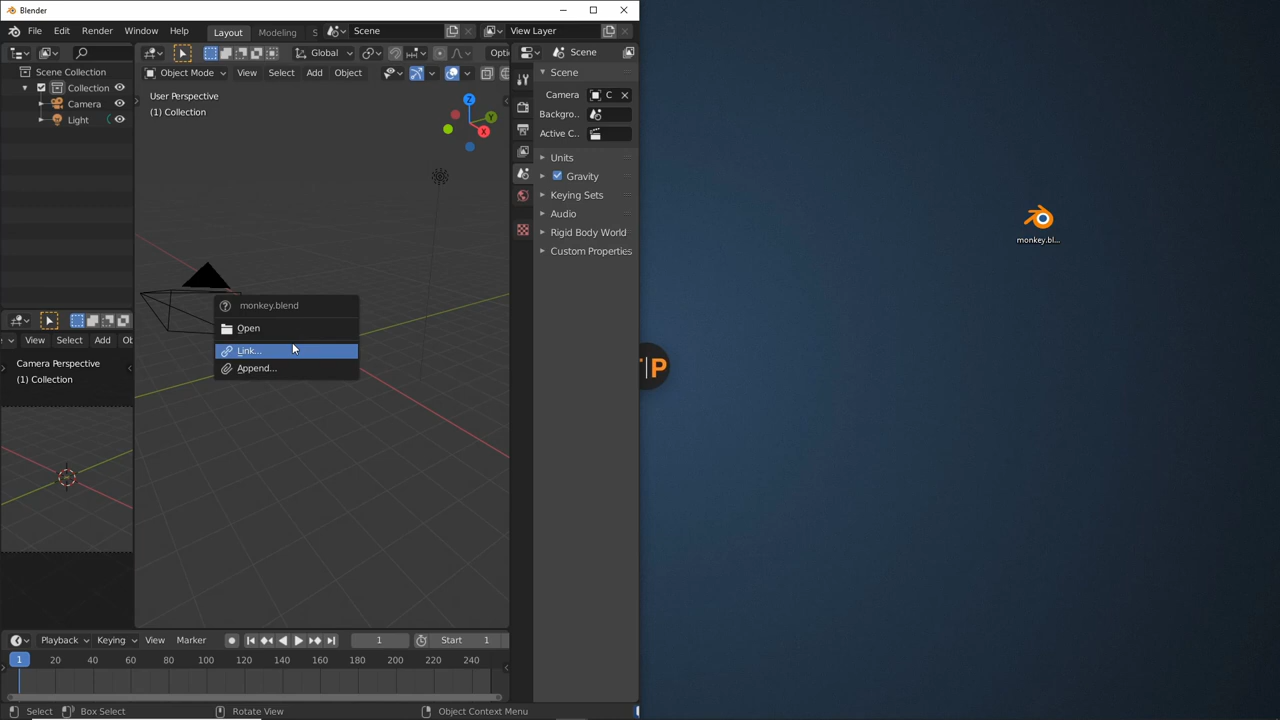 Blender
File Edit Render Window Help Layout Modeling S Scene View Layer
Global Opti Scene
Object Mode View Select Add Object
Scene Collection
Collection
Camera
Light
User Perspective
(1) Collection
Z
Y
X
Scene
Camera C
Backgro..
Active C..
Units
Gravity
Keying Sets
Audio
Rigid Body World
Custom Properties
monkey.bl...
monkey.blend
Open
Link...
Append...
View Select Add Ob
Camera Perspective
(1) Collection
P
Playback Keying View Marker 1 Start 1
1 20 40 60 80 100 120 140 160 180 200 220 240
Select Box Select Rotate View Object Context Menu